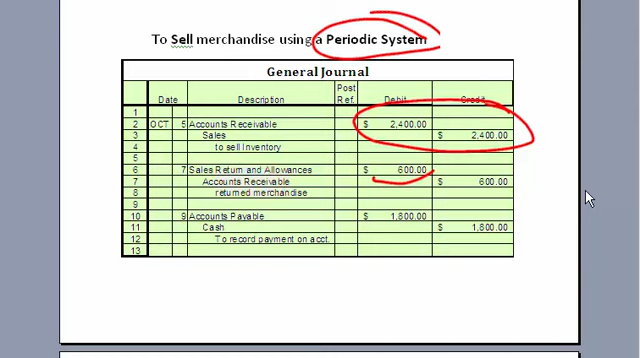 To Sell merchandise using a Periodic System
General Journal
Date Description Post Ref. Debit Credit
1
2 OCT 5 Accounts Receivable $ 2,400.00
3 Sales $ 2,400.00
4 to sell Inventory
5
6 7 Sales Return and Allowances $ 600.00
7 Accounts Receivable $ 600.00
8 returned merchandise
9
10 9 Accounts Payable $ 1,800.00
11 Cash $ 1,800.00
12 To record payment on acct.
13